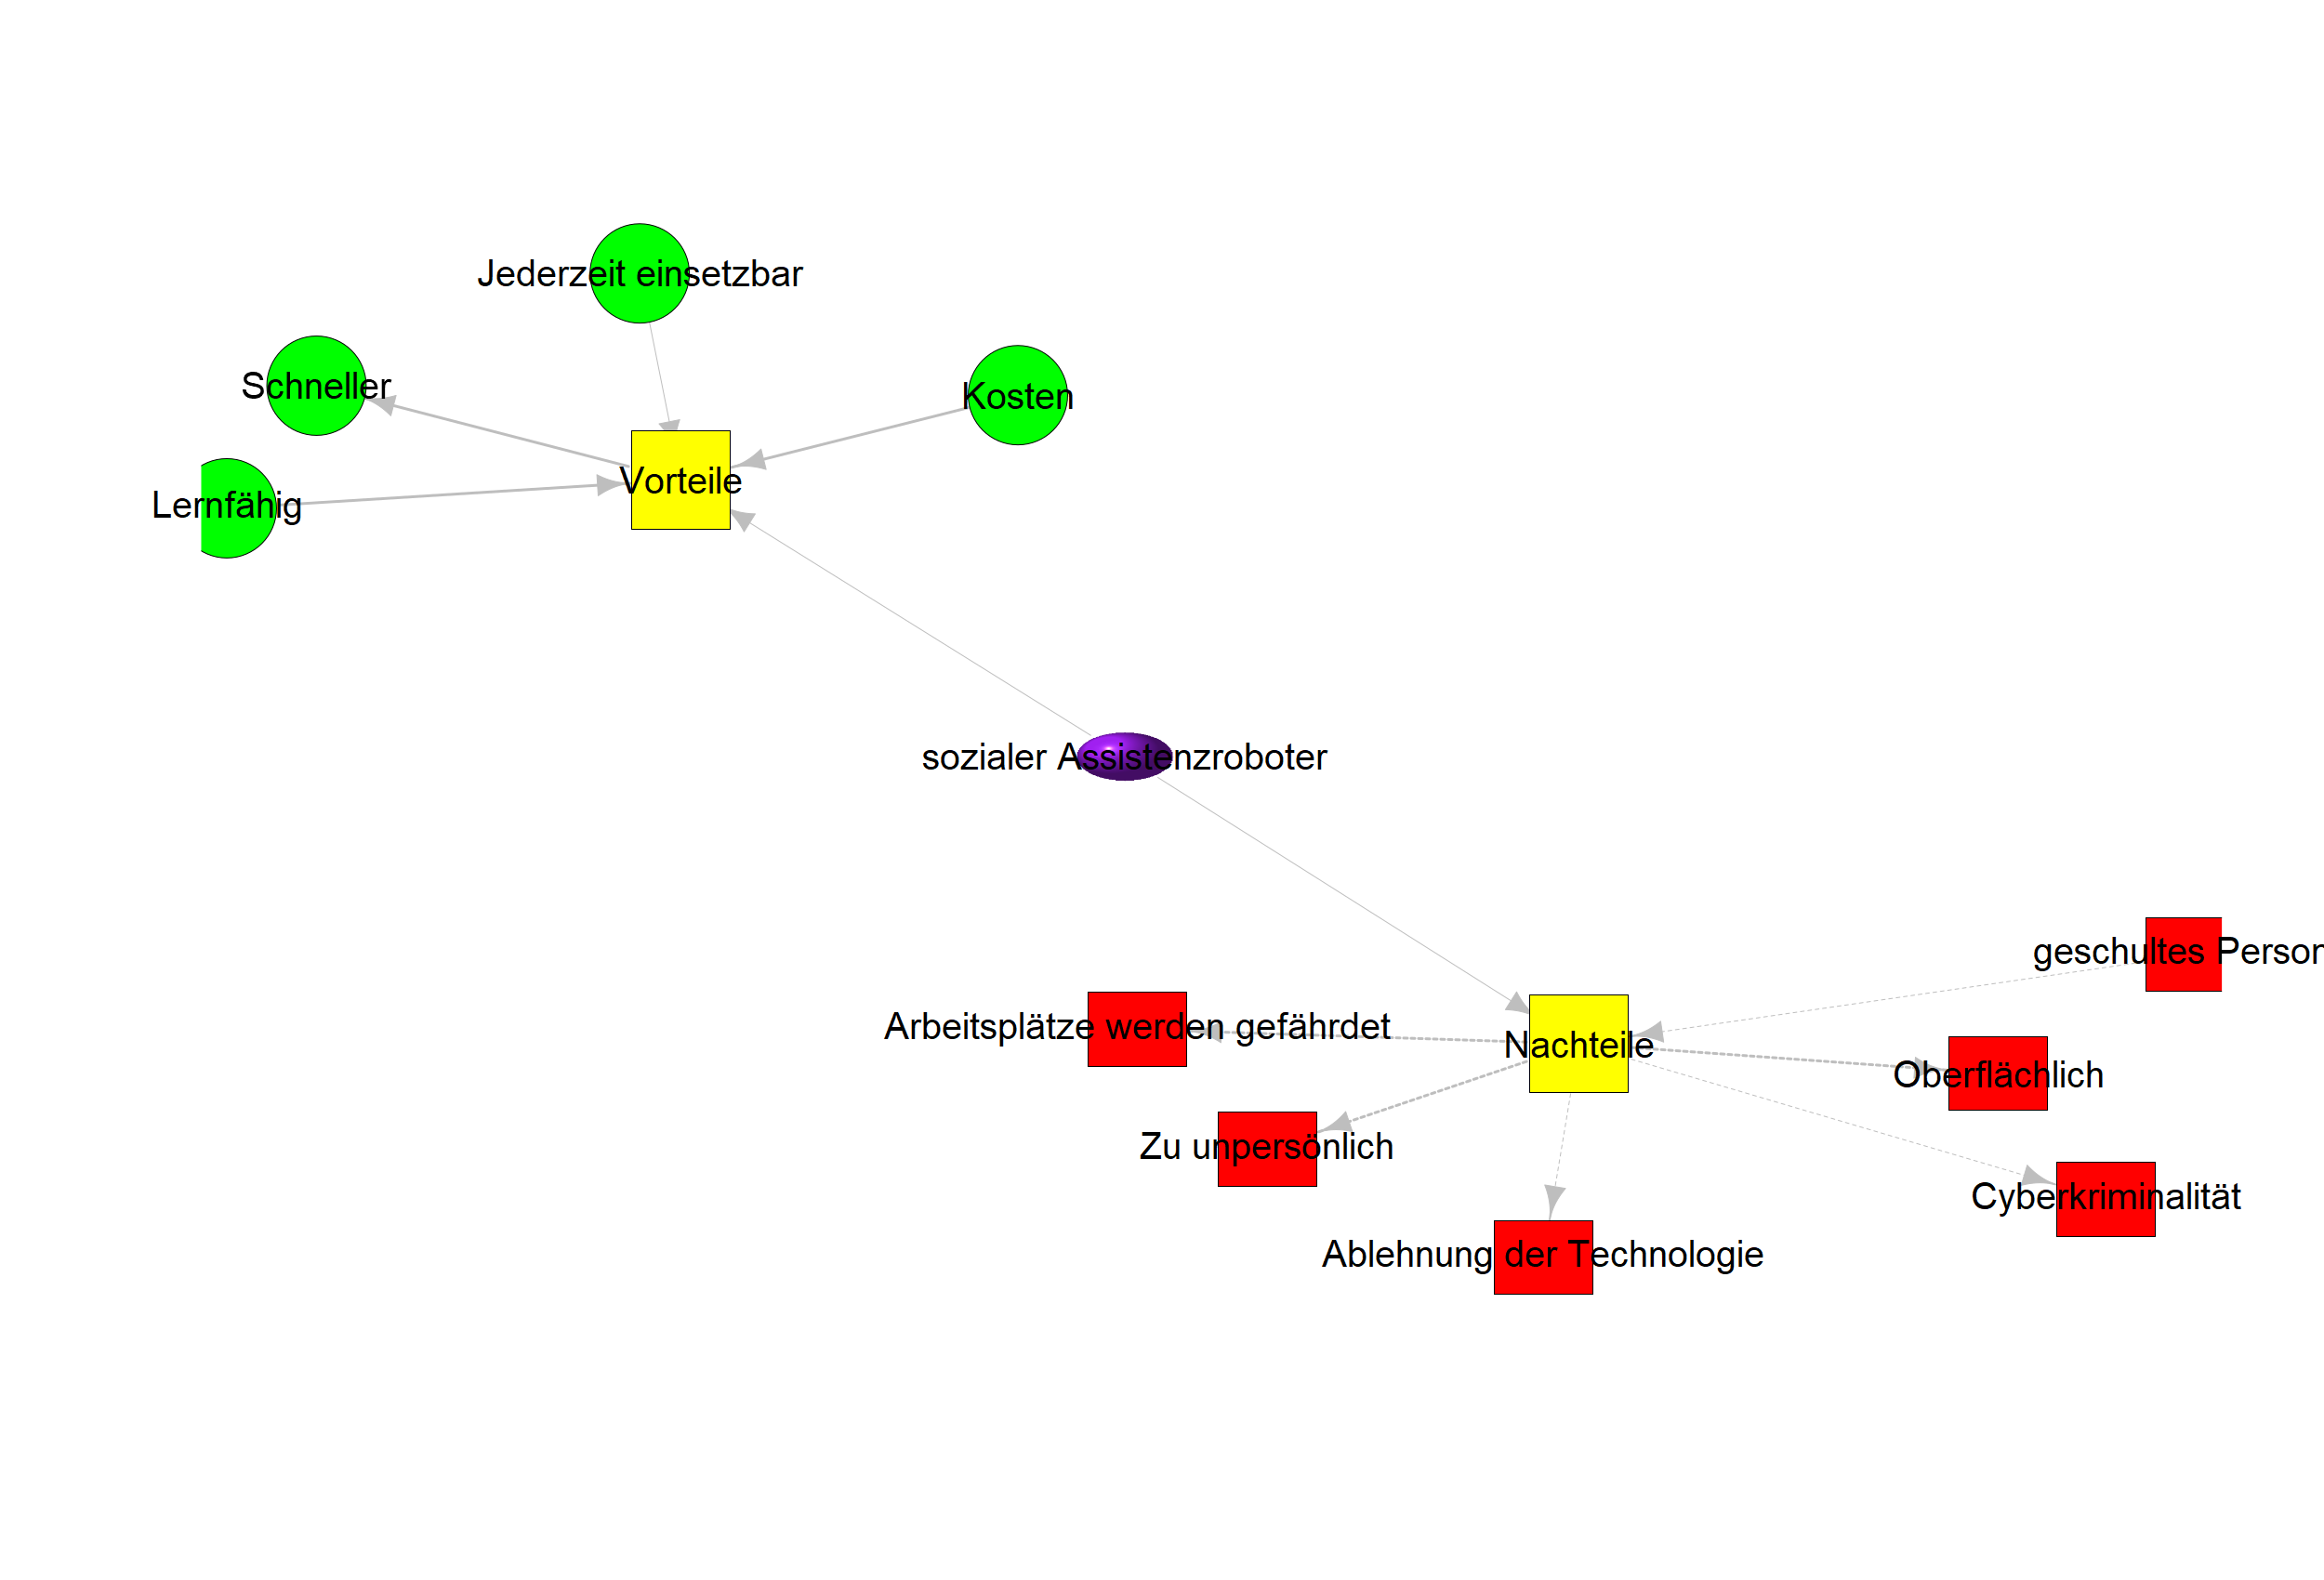 Jederzeit einsetzbar
Schneller
Kosten
Vorteile
Lernfähig
sozialer Assistenzroboter
geschultes Person
Arbeitsplätze werden gefährdet
Nachteile
Oberflächlich
Zu unpersönlich
Cyberkriminalität
Ablehnung der Technologie